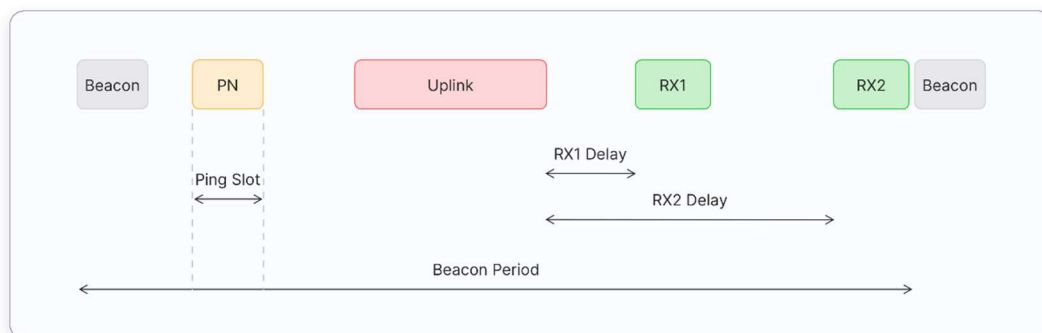 Beacon
PN
Uplink
RX1
RX2
Beacon
RX1 Delay
Ping Slot
RX2 Delay
Beacon Period